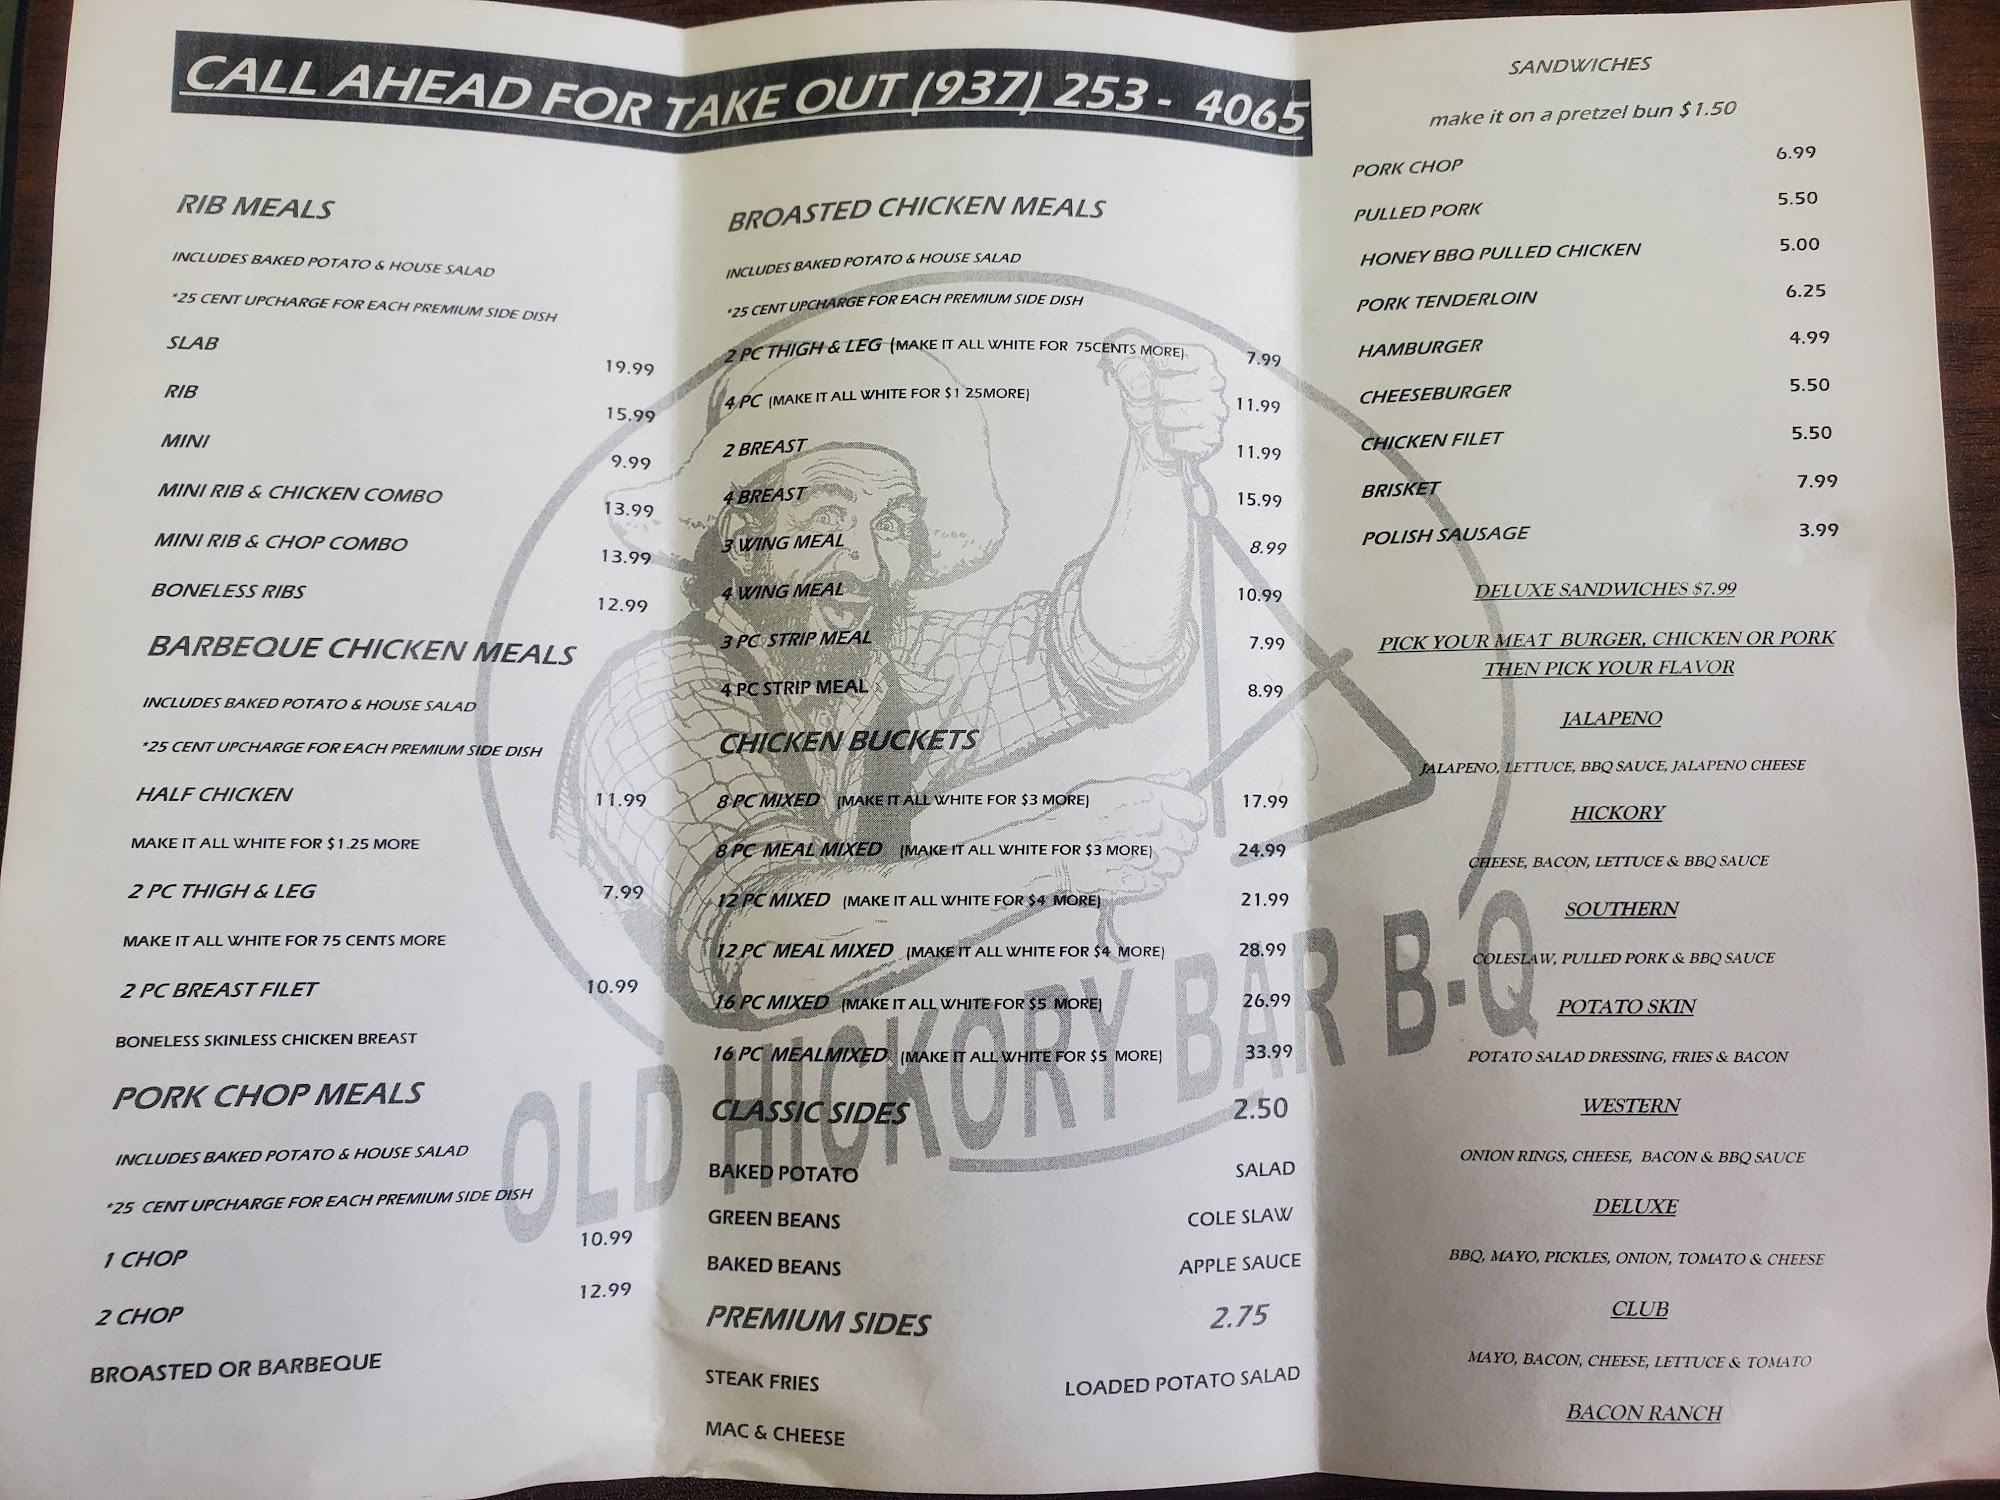 CALL AHEAD FOR TAKE OUT (937) 253 - 4065
RIB MEALS
INCLUDES BAKED POTATO & HOUSE SALAD
*25 CENT UPCHARGE FOR EACH PREMIUM SIDE DISH
SLAB 19.99
RIB 15.99
MINI 9.99
MINI RIB & CHICKEN COMBO 13.99
MINI RIB & CHOP COMBO 13.99
BONELESS RIBS 12.99
BARBEQUE CHICKEN MEALS
INCLUDES BAKED POTATO & HOUSE SALAD
*25 CENT UPCHARGE FOR EACH PREMIUM SIDE DISH
HALF CHICKEN 11.99
MAKE IT ALL WHITE FOR $1.25 MORE
2 PC THIGH & LEG 7.99
MAKE IT ALL WHITE FOR 75 CENTS MORE
2 PC BREAST FILET 10.99
BONELESS SKINLESS CHICKEN BREAST
PORK CHOP MEALS
INCLUDES BAKED POTATO & HOUSE SALAD
*25 CENT UPCHARGE FOR EACH PREMIUM SIDE DISH
1 CHOP 10.99
2 CHOP 12.99
BROASTED OR BARBEQUE
BROASTED CHICKEN MEALS
INCLUDES BAKED POTATO & HOUSE SALAD
*25 CENT UPCHARGE FOR EACH PREMIUM SIDE DISH
2 PC THIGH & LEG (MAKE IT ALL WHITE FOR 75CENTS MORE) 7.99
4 PC (MAKE IT ALL WHITE FOR $1 25MORE) 11.99
2 BREAST 11.99
4 BREAST 15.99
3 WING MEAL 8.99
4 WING MEAL 10.99
3 PC STRIP MEAL 7.99
4 PC STRIP MEAL 8.99
CHICKEN BUCKETS
8 PC MIXED (MAKE IT ALL WHITE FOR $3 MORE) 17.99
8 PC MEAL MIXED (MAKE IT ALL WHITE FOR $3 MORE) 24.99
12 PC MIXED (MAKE IT ALL WHITE FOR $4 MORE) 21.99
12 PC MEAL MIXED (MAKE IT ALL WHITE FOR $4 MORE) 28.99
16 PC MIXED (MAKE IT ALL WHITE FOR $5 MORE) 26.99
16 PC MEALMIXED (MAKE IT ALL WHITE FOR $5 MORE) 33.99
CLASSIC SIDES 2.50
BAKED POTATO SALAD
GREEN BEANS COLE SLAW
BAKED BEANS APPLE SAUCE
PREMIUM SIDES 2.75
STEAK FRIES LOADED POTATO SALAD
MAC & CHEESE
OLD HICKORY BAR B-Q
SANDWICHES
make it on a pretzel bun $1.50
PORK CHOP 6.99
PULLED PORK 5.50
HONEY BBQ PULLED CHICKEN 5.00
PORK TENDERLOIN 6.25
HAMBURGER 4.99
CHEESEBURGER 5.50
CHICKEN FILET 5.50
BRISKET 7.99
POLISH SAUSAGE 3.99
DELUXE SANDWICHES $7.99
PICK YOUR MEAT BURGER, CHICKEN OR PORK
THEN PICK YOUR FLAVOR
JALAPENO
JALAPENO, LETTUCE, BBQ SAUCE, JALAPENO CHEESE
HICKORY
CHEESE, BACON, LETTUCE & BBQ SAUCE
SOUTHERN
COLESLAW, PULLED PORK & BBQ SAUCE
POTATO SKIN
POTATO SALAD DRESSING, FRIES & BACON
WESTERN
ONION RINGS, CHEESE, BACON & BBQ SAUCE
DELUXE
BBQ, MAYO, PICKLES, ONION, TOMATO & CHEESE
CLUB
MAYO, BACON, CHEESE, LETTUCE & TOMATO
BACON RANCH